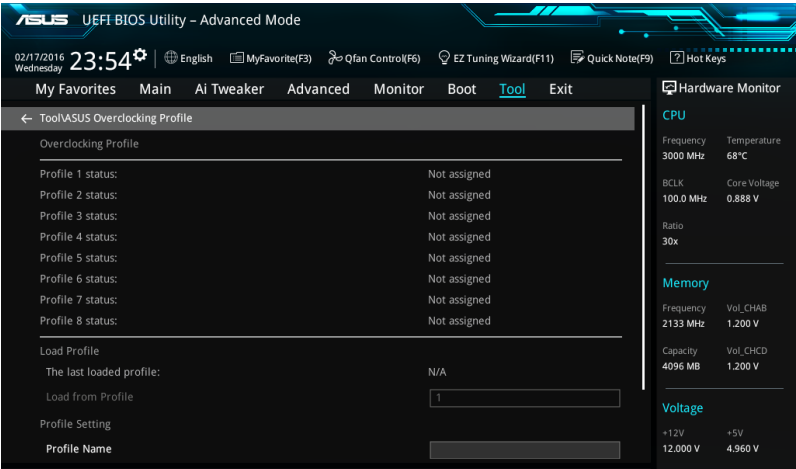 ASUS UEFI BIOS Utility – Advanced Mode
02/17/2016 Wednesday 23:54 English MyFavorite(F3) Qfan Control(F6) EZ Tuning Wizard(F11) Quick Note(F9) ? Hot Keys
My Favorites Main Ai Tweaker Advanced Monitor Boot Tool Exit
← Tool\ASUS Overclocking Profile
Overclocking Profile
Profile 1 status: Not assigned
Profile 2 status: Not assigned
Profile 3 status: Not assigned
Profile 4 status: Not assigned
Profile 5 status: Not assigned
Profile 6 status: Not assigned
Profile 7 status: Not assigned
Profile 8 status: Not assigned
Load Profile
The last loaded profile: N/A
Load from Profile 1
Profile Setting
Profile Name
Hardware Monitor
CPU
Frequency Temperature
3000 MHz 68°C
BCLK Core Voltage
100.0 MHz 0.888 V
Ratio
30x
Memory
Frequency Vol_CHAB
2133 MHz 1.200 V
Capacity Vol_CHCD
4096 MB 1.200 V
Voltage
+12V +5V
12.000 V 4.960 V